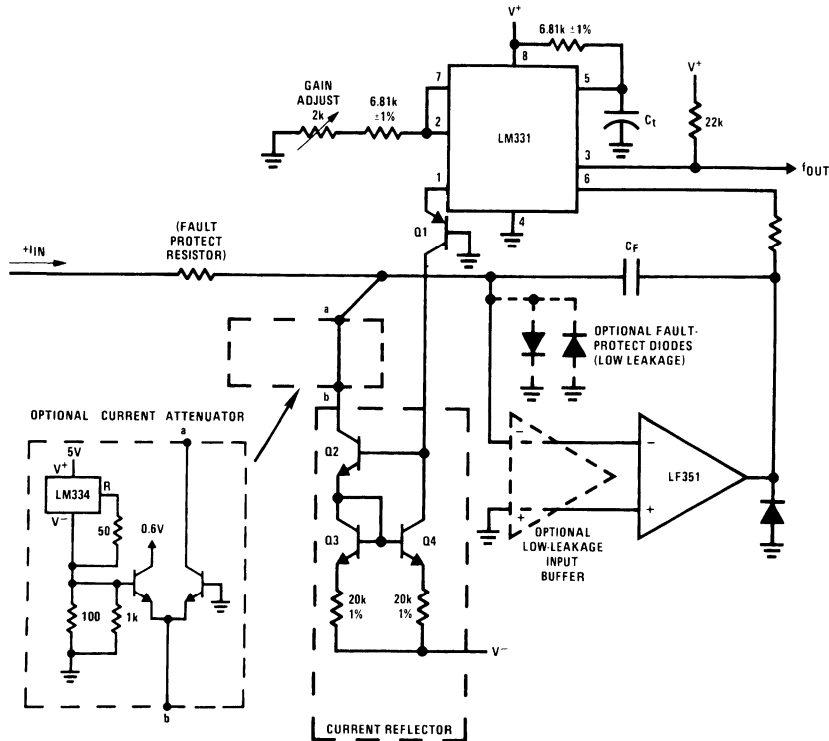 V+
6.81k ±1%
8
7
5
V+
GAIN
ADJUST
2k
6.81k
±1%
2
LM331
Ct
22k
3
fOUT
1
6
4
Q1
(FAULT
PROTECT
RESISTOR)
+IIN
CF
a
OPTIONAL FAULT-
PROTECT DIODES
(LOW LEAKAGE)
b
OPTIONAL CURRENT ATTENUATOR
a
5V
V+
LM334
R
V−
50
0.6V
100
1k
b
Q2
Q3
Q4
20k
1%
20k
1%
V−
CURRENT REFLECTOR
−
+
OPTIONAL
LOW-LEAKAGE
INPUT
BUFFER
−
+
LF351